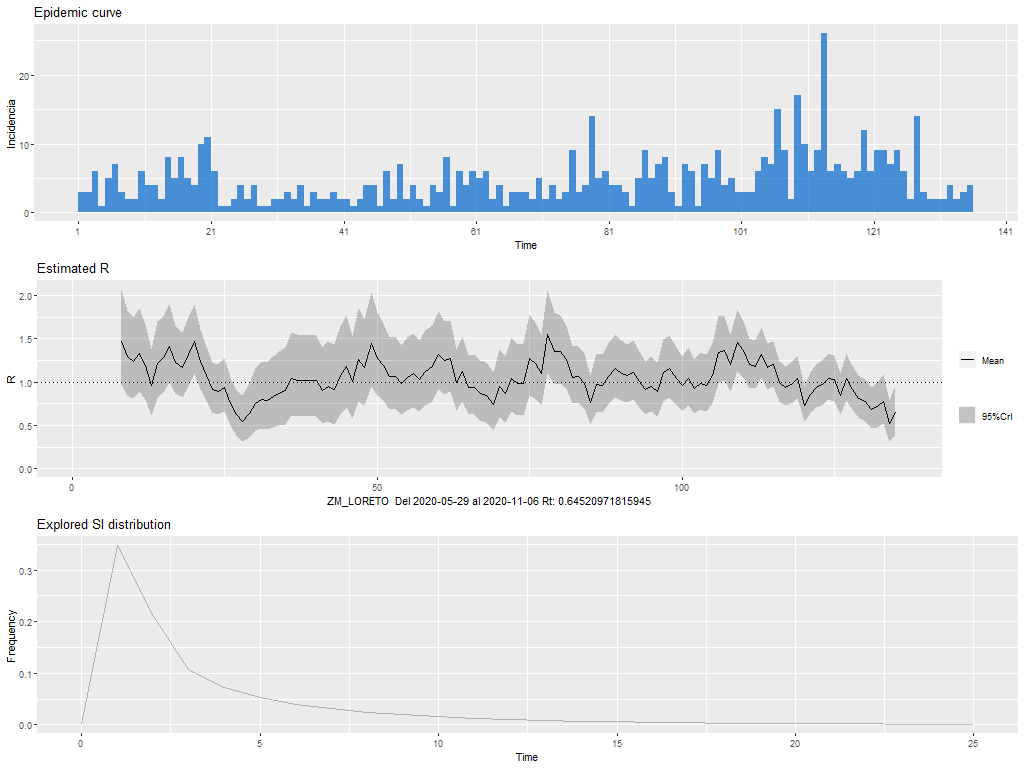 Epidemic curve
Incidencia
20
10
0
1 21 41 61 81 101 121 141
Time
Estimated R
R
2.0
1.5
1.0
0.5
0.0
0 50 100
Mean
95%CrI
ZM_LORETO Del 2020-05-29 al 2020-11-06 Rt: 0.64520971815945
Explored SI distribution
Frequency
0.3
0.2
0.1
0.0
0 5 10 15 20 25
Time